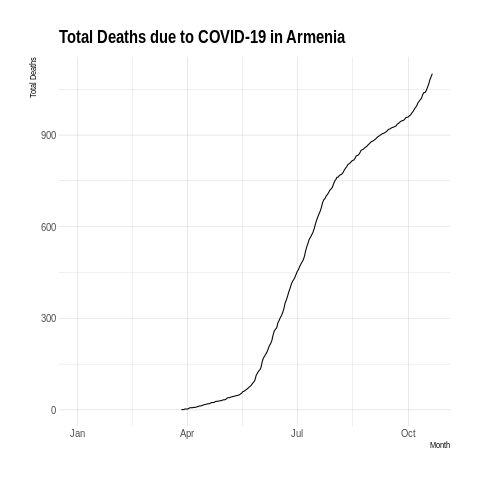 Total Deaths due to COVID-19 in Armenia
Total Deaths
900
600
300
0
Jan Apr Jul Oct
Month